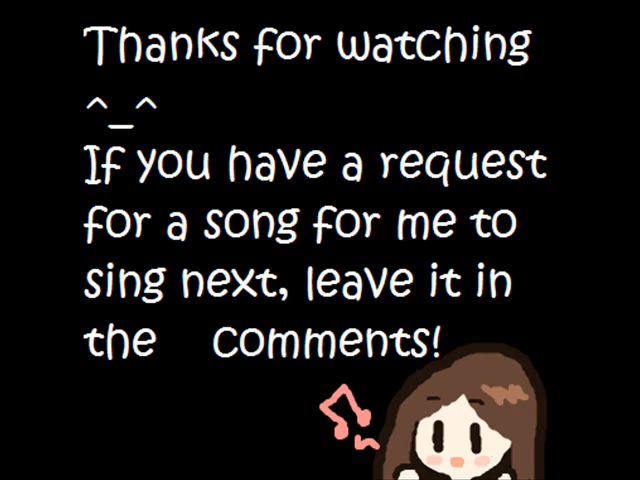 Thanks for watching
^_^
If you have a request
for a song for me to
sing next, leave it in
the comments!